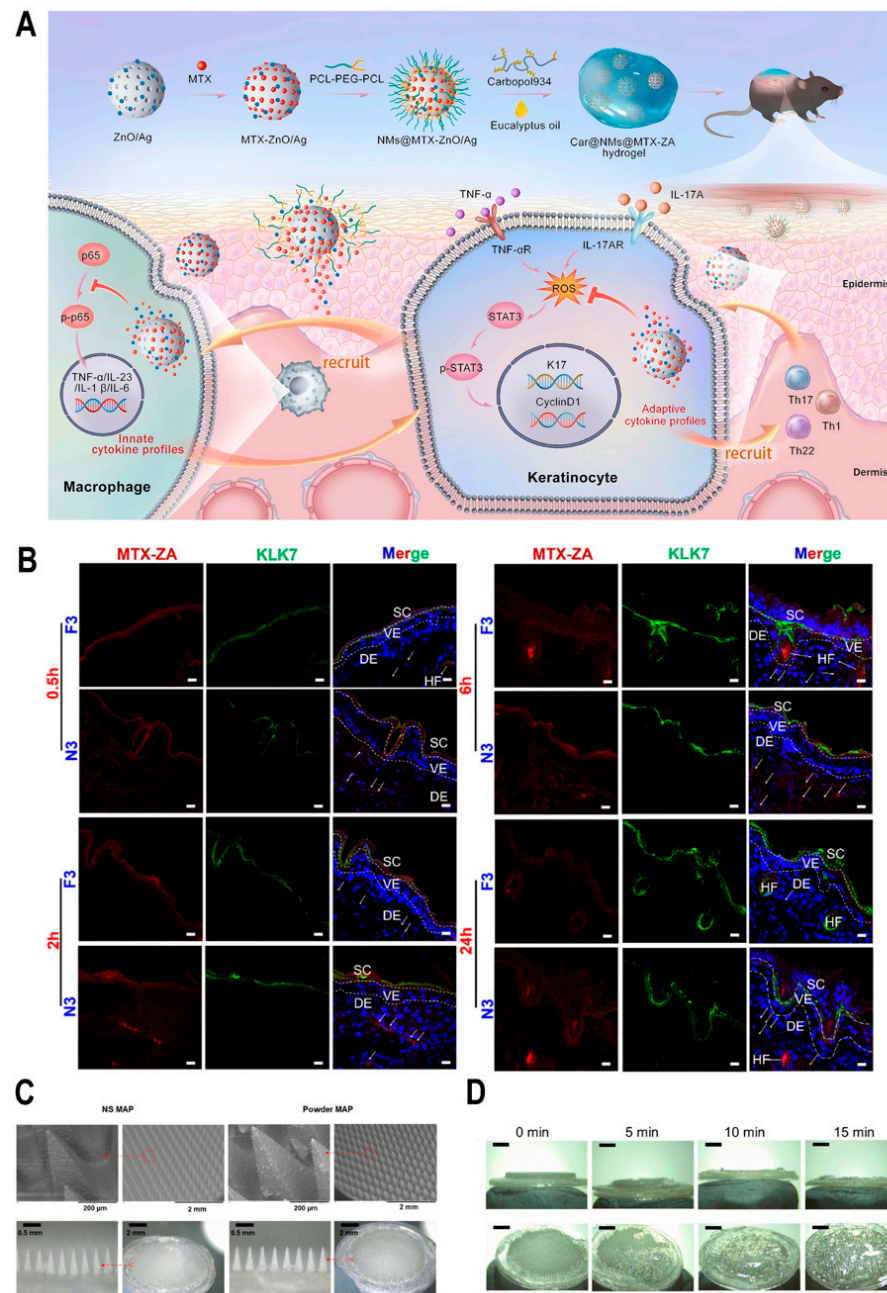 A
MTX
PCL-PEG-PCL
Carbopol934
Eucalyptus oil
ZnO/Ag
MTX-ZnO/Ag
NMs@MTX-ZnO/Ag
Car@NMs@MTX-ZA
hydrogel
TNF-α
IL-17A
TNF-αR
IL-17AR
p65
ROS
Epidermis
p-p65
STAT3
recruit
p-STAT3
K17
CyclinD1
TNF-α/IL-23
/IL-1 β/IL-6
Innate
cytokine profiles
Adaptive
cytokine profiles
Th17
Th1
Th22
recruit
Macrophage
Keratinocyte
Dermis
B
MTX-ZA KLK7 Merge
0.5h
F3
SC
VE
DE
HF
N3
SC
VE
DE
2h
F3
SC
VE
DE
N3
SC
VE
DE
MTX-ZA KLK7 Merge
6h
F3
SC
DE
VE
HF
N3
SC
VE
DE
24h
F3
SC
VE
HF
DE
HF
N3
SC
VE
DE
HF
C
NS MAP Powder MAP
200 µm 2 mm 200 µm 2 mm
0.5 mm 2 mm 0.5 mm 2 mm
D
0 min 5 min 10 min 15 min